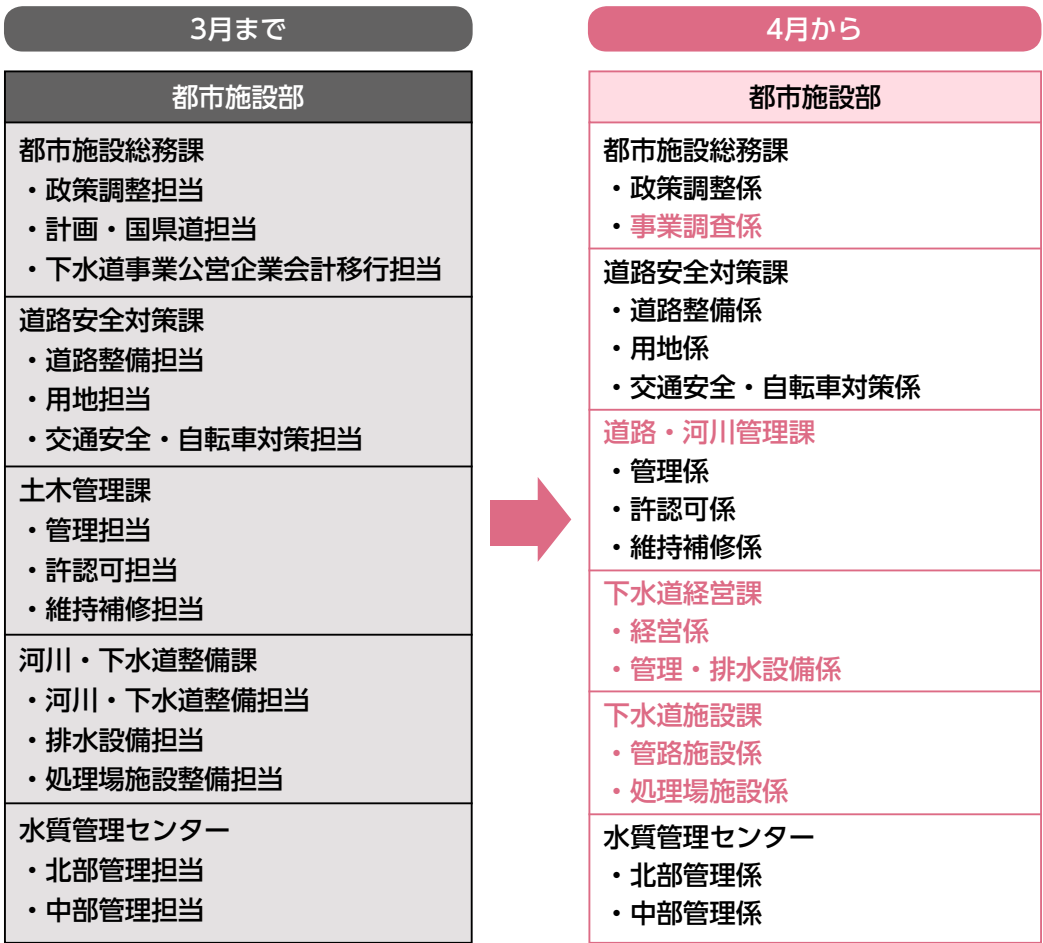 3月まで
都市施設部
都市施設総務課
・政策調整担当
・計画・国県道担当
・下水道事業公営企業会計移行担当
道路安全対策課
・道路整備担当
・用地担当
・交通安全・自転車対策担当
土木管理課
・管理担当
・許認可担当
・維持補修担当
河川・下水道整備課
・河川・下水道整備担当
・排水設備担当
・処理場施設整備担当
水質管理センター
・北部管理担当
・中部管理担当
4月から
都市施設部
都市施設総務課
・政策調整係
・事業調査係
道路安全対策課
・道路整備係
・用地係
・交通安全・自転車対策係
道路・河川管理課
・管理係
・許認可係
・維持補修係
下水道経営課
・経営係
・管理・排水設備係
下水道施設課
・管路施設係
・処理場施設係
水質管理センター
・北部管理係
・中部管理係